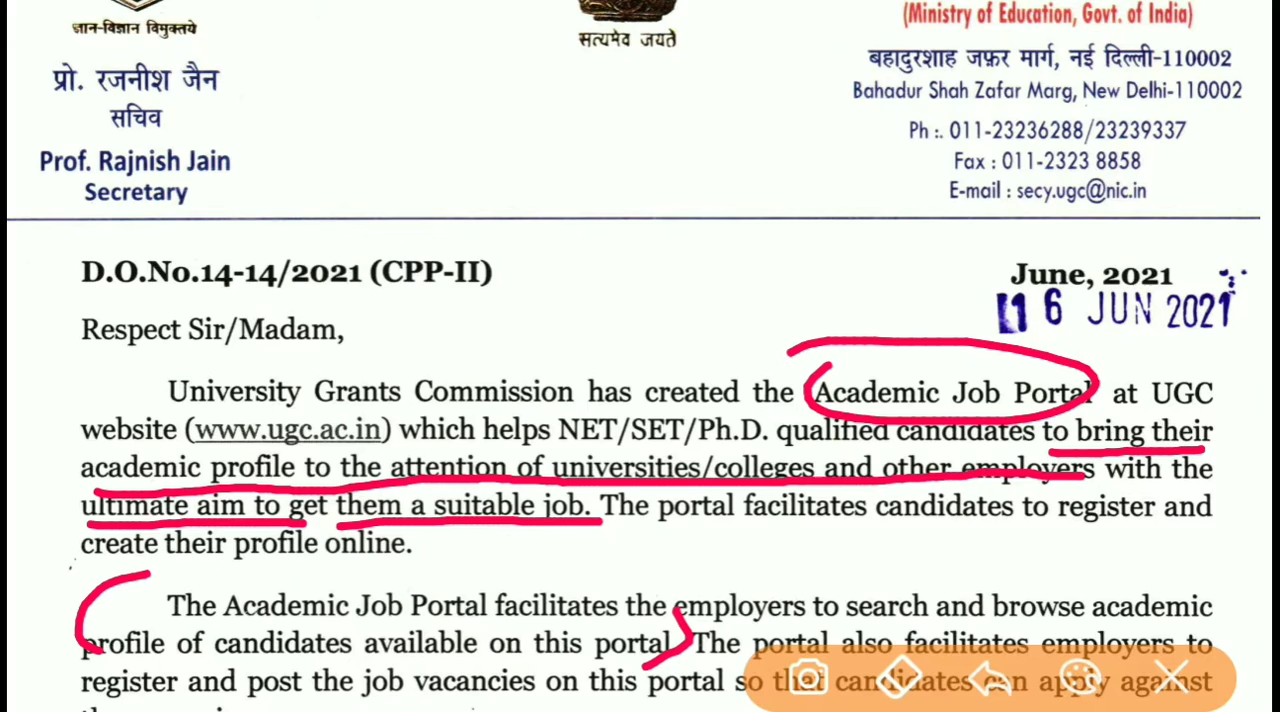 ज्ञान-विज्ञान विमुक्तये
सत्यमेव जयते
(Ministry of Education, Govt. of India)
प्रो. रजनीश जैन
सचिव
Prof. Rajnish Jain
Secretary
बहादुरशाह जफ़र मार्ग, नई दिल्ली-110002
Bahadur Shah Zafar Marg, New Delhi-110002
Ph :. 011-23236288/23239337
Fax : 011-2323 8858
E-mail : secy.ugc@nic.in
D.O.No.14-14/2021 (CPP-II)
June, 2021
16 JUN 2021
Respect Sir/Madam,
University Grants Commission has created the Academic Job Portal at UGC
website (www.ugc.ac.in) which helps NET/SET/Ph.D. qualified candidates to bring their
academic profile to the attention of universities/colleges and other employers with the
ultimate aim to get them a suitable job. The portal facilitates candidates to register and
create their profile online.
The Academic Job Portal facilitates the employers to search and browse academic
profile of candidates available on this portal. The portal also facilitates employers to
register and post the job vacancies on this portal so that candidates can apply against